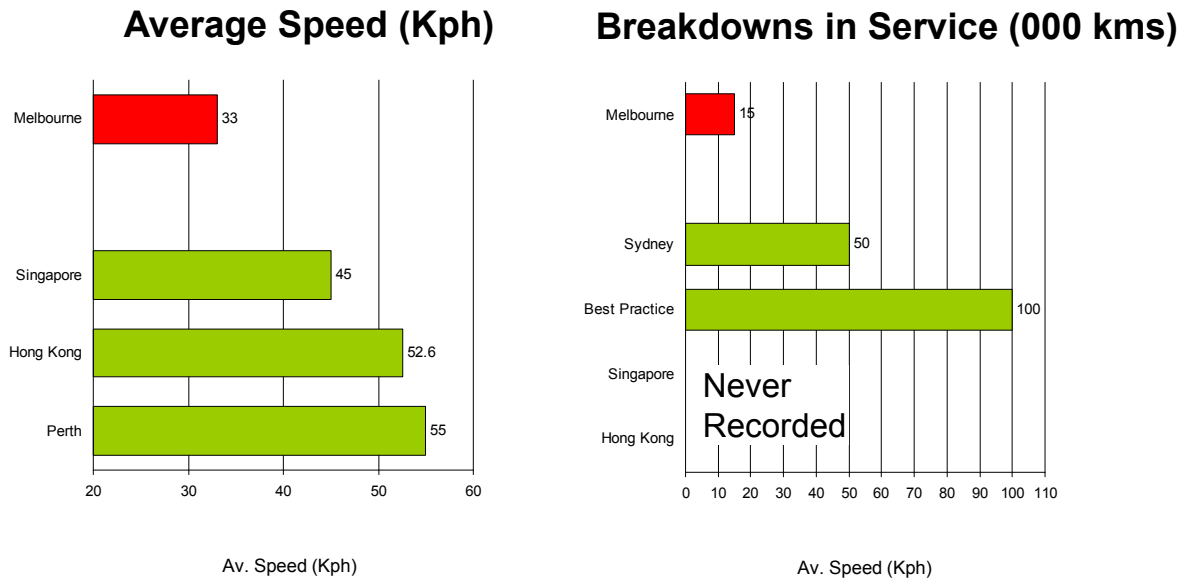 Average Speed (Kph)
Melbourne
33
Singapore
45
Hong Kong
52.6
Perth
55
20 30 40 50 60
Av. Speed (Kph)
Breakdowns in Service (000 kms)
Melbourne
15
Sydney
50
Best Practice
100
Singapore
Hong Kong
Never
Recorded
0 10 20 30 40 50 60 70 80 90 100 110
Av. Speed (Kph)